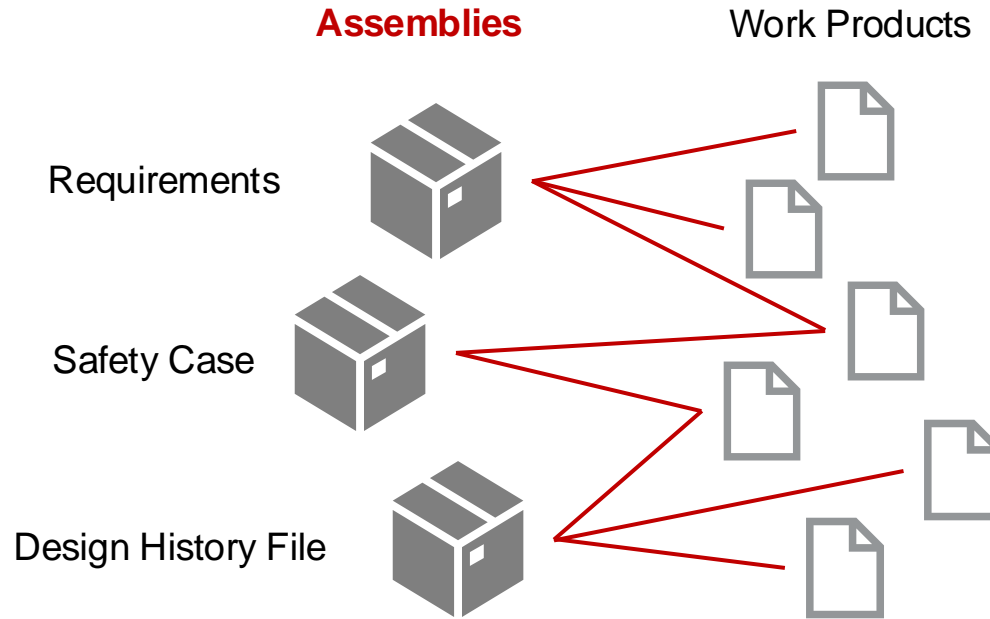 Assemblies
Work Products
Requirements
Safety Case
Design History File